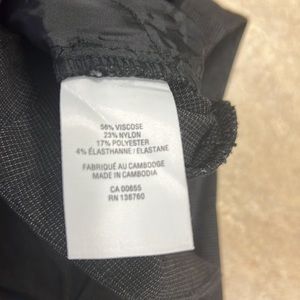 56% VISCOSE
23% NYLON
17% POLYESTER
4% ÉLASTHANNE / ELASTANE
FABRIQUÉ AU CAMBODGE
MADE IN CAMBODIA
CA 00655
RN 138760